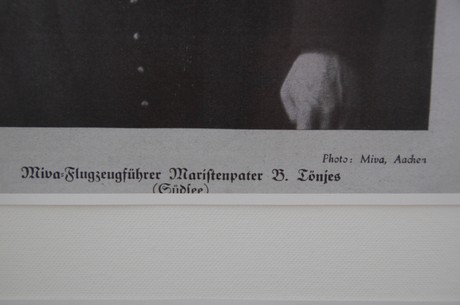 Photo: Miva, Aachen
Miva-Flugzeugführer Maristenpater B. Tönjes
(Südsee)